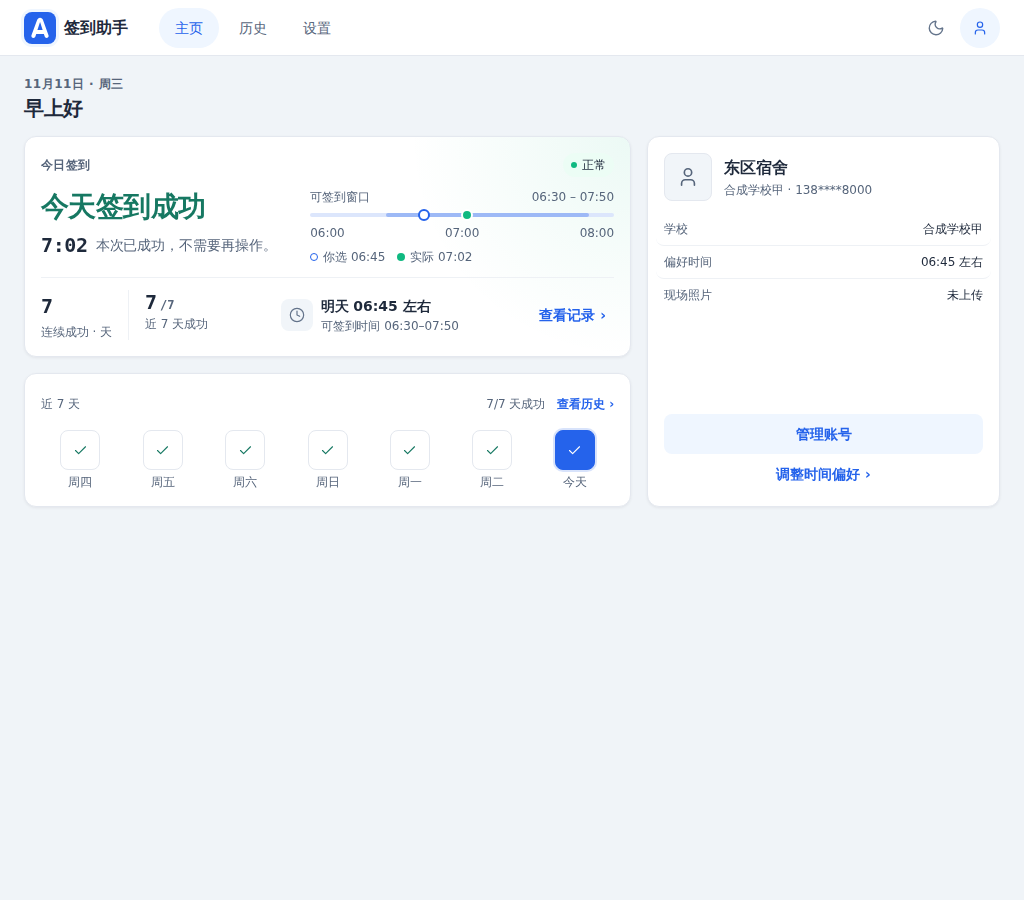 A 签到助手 主页 历史 设置
11月11日 · 周三
早上好
今日签到 正常
今天签到成功
7:02 本次已成功，不需要再操作。
可签到窗口 06:30 – 07:50
06:00 07:00 08:00
你选 06:45 实际 07:02
7
连续成功 · 天
7 /7
近 7 天成功
明天 06:45 左右
可签到时间 06:30–07:50
查看记录 ›
近 7 天 7/7 天成功 查看历史 ›
周四 周五 周六 周日 周一 周二 今天
东区宿舍
合成学校甲 · 138****8000
学校 合成学校甲
偏好时间 06:45 左右
现场照片 未上传
管理账号
调整时间偏好 ›